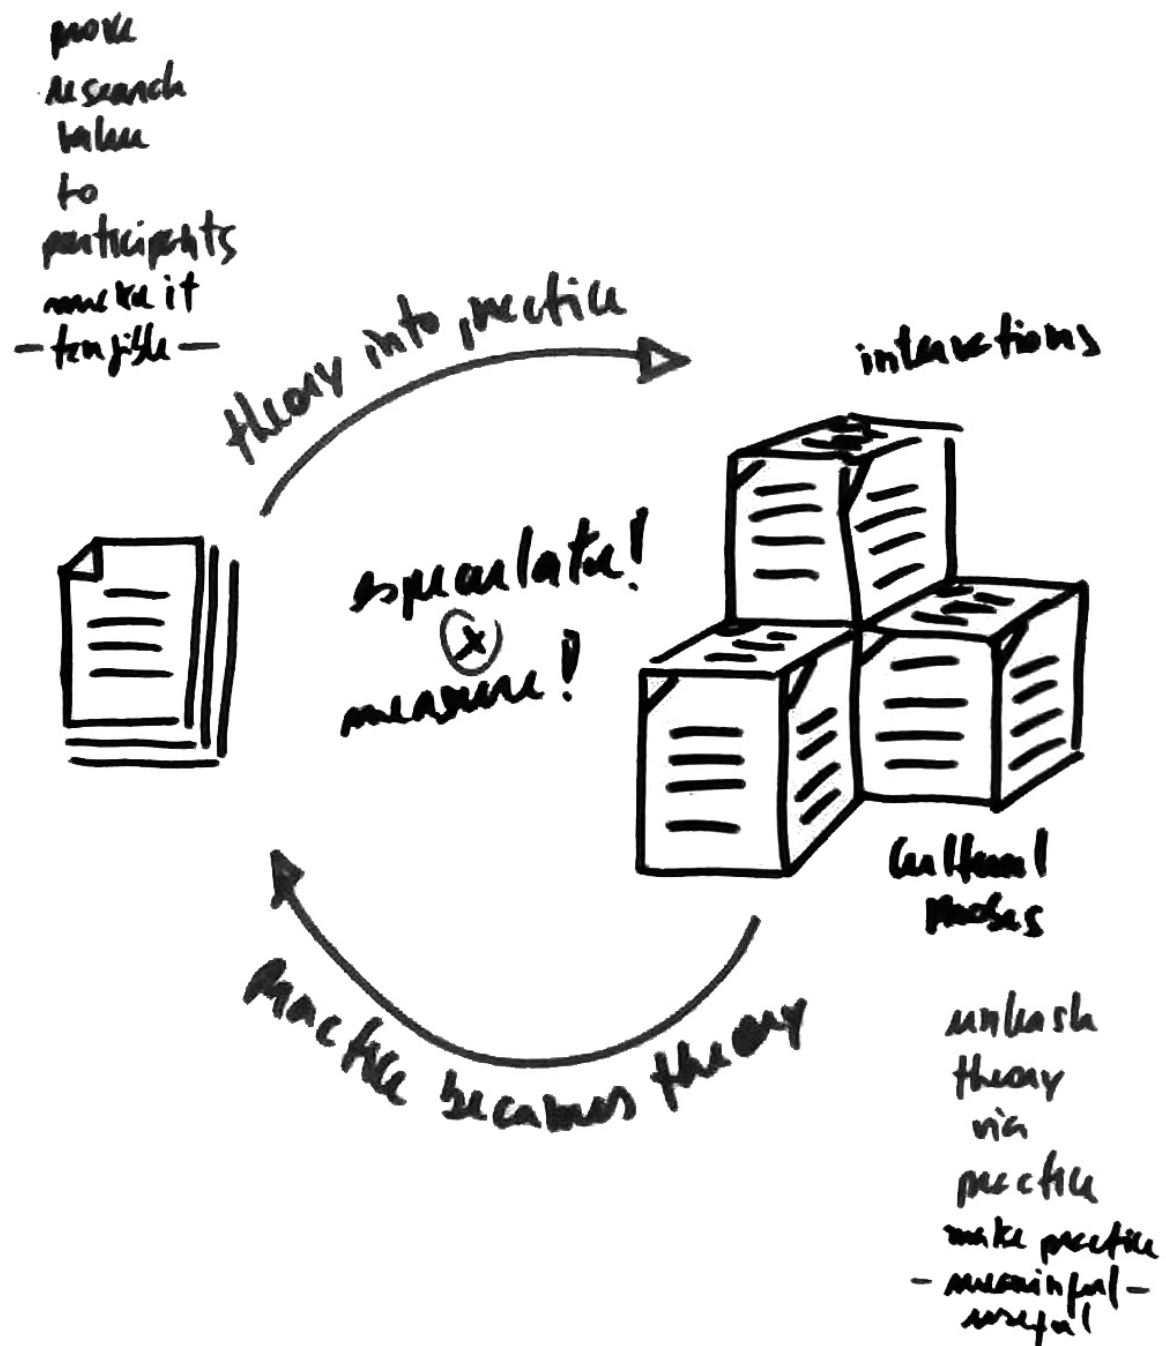 prove
research
value
to
participants
make it
- tangible -
theory into practice
interactions
speculate!
x
measure!
cultural
probes
practice becomes theory
unleash
theory
via
practice
make practice
- meaningful -
useful